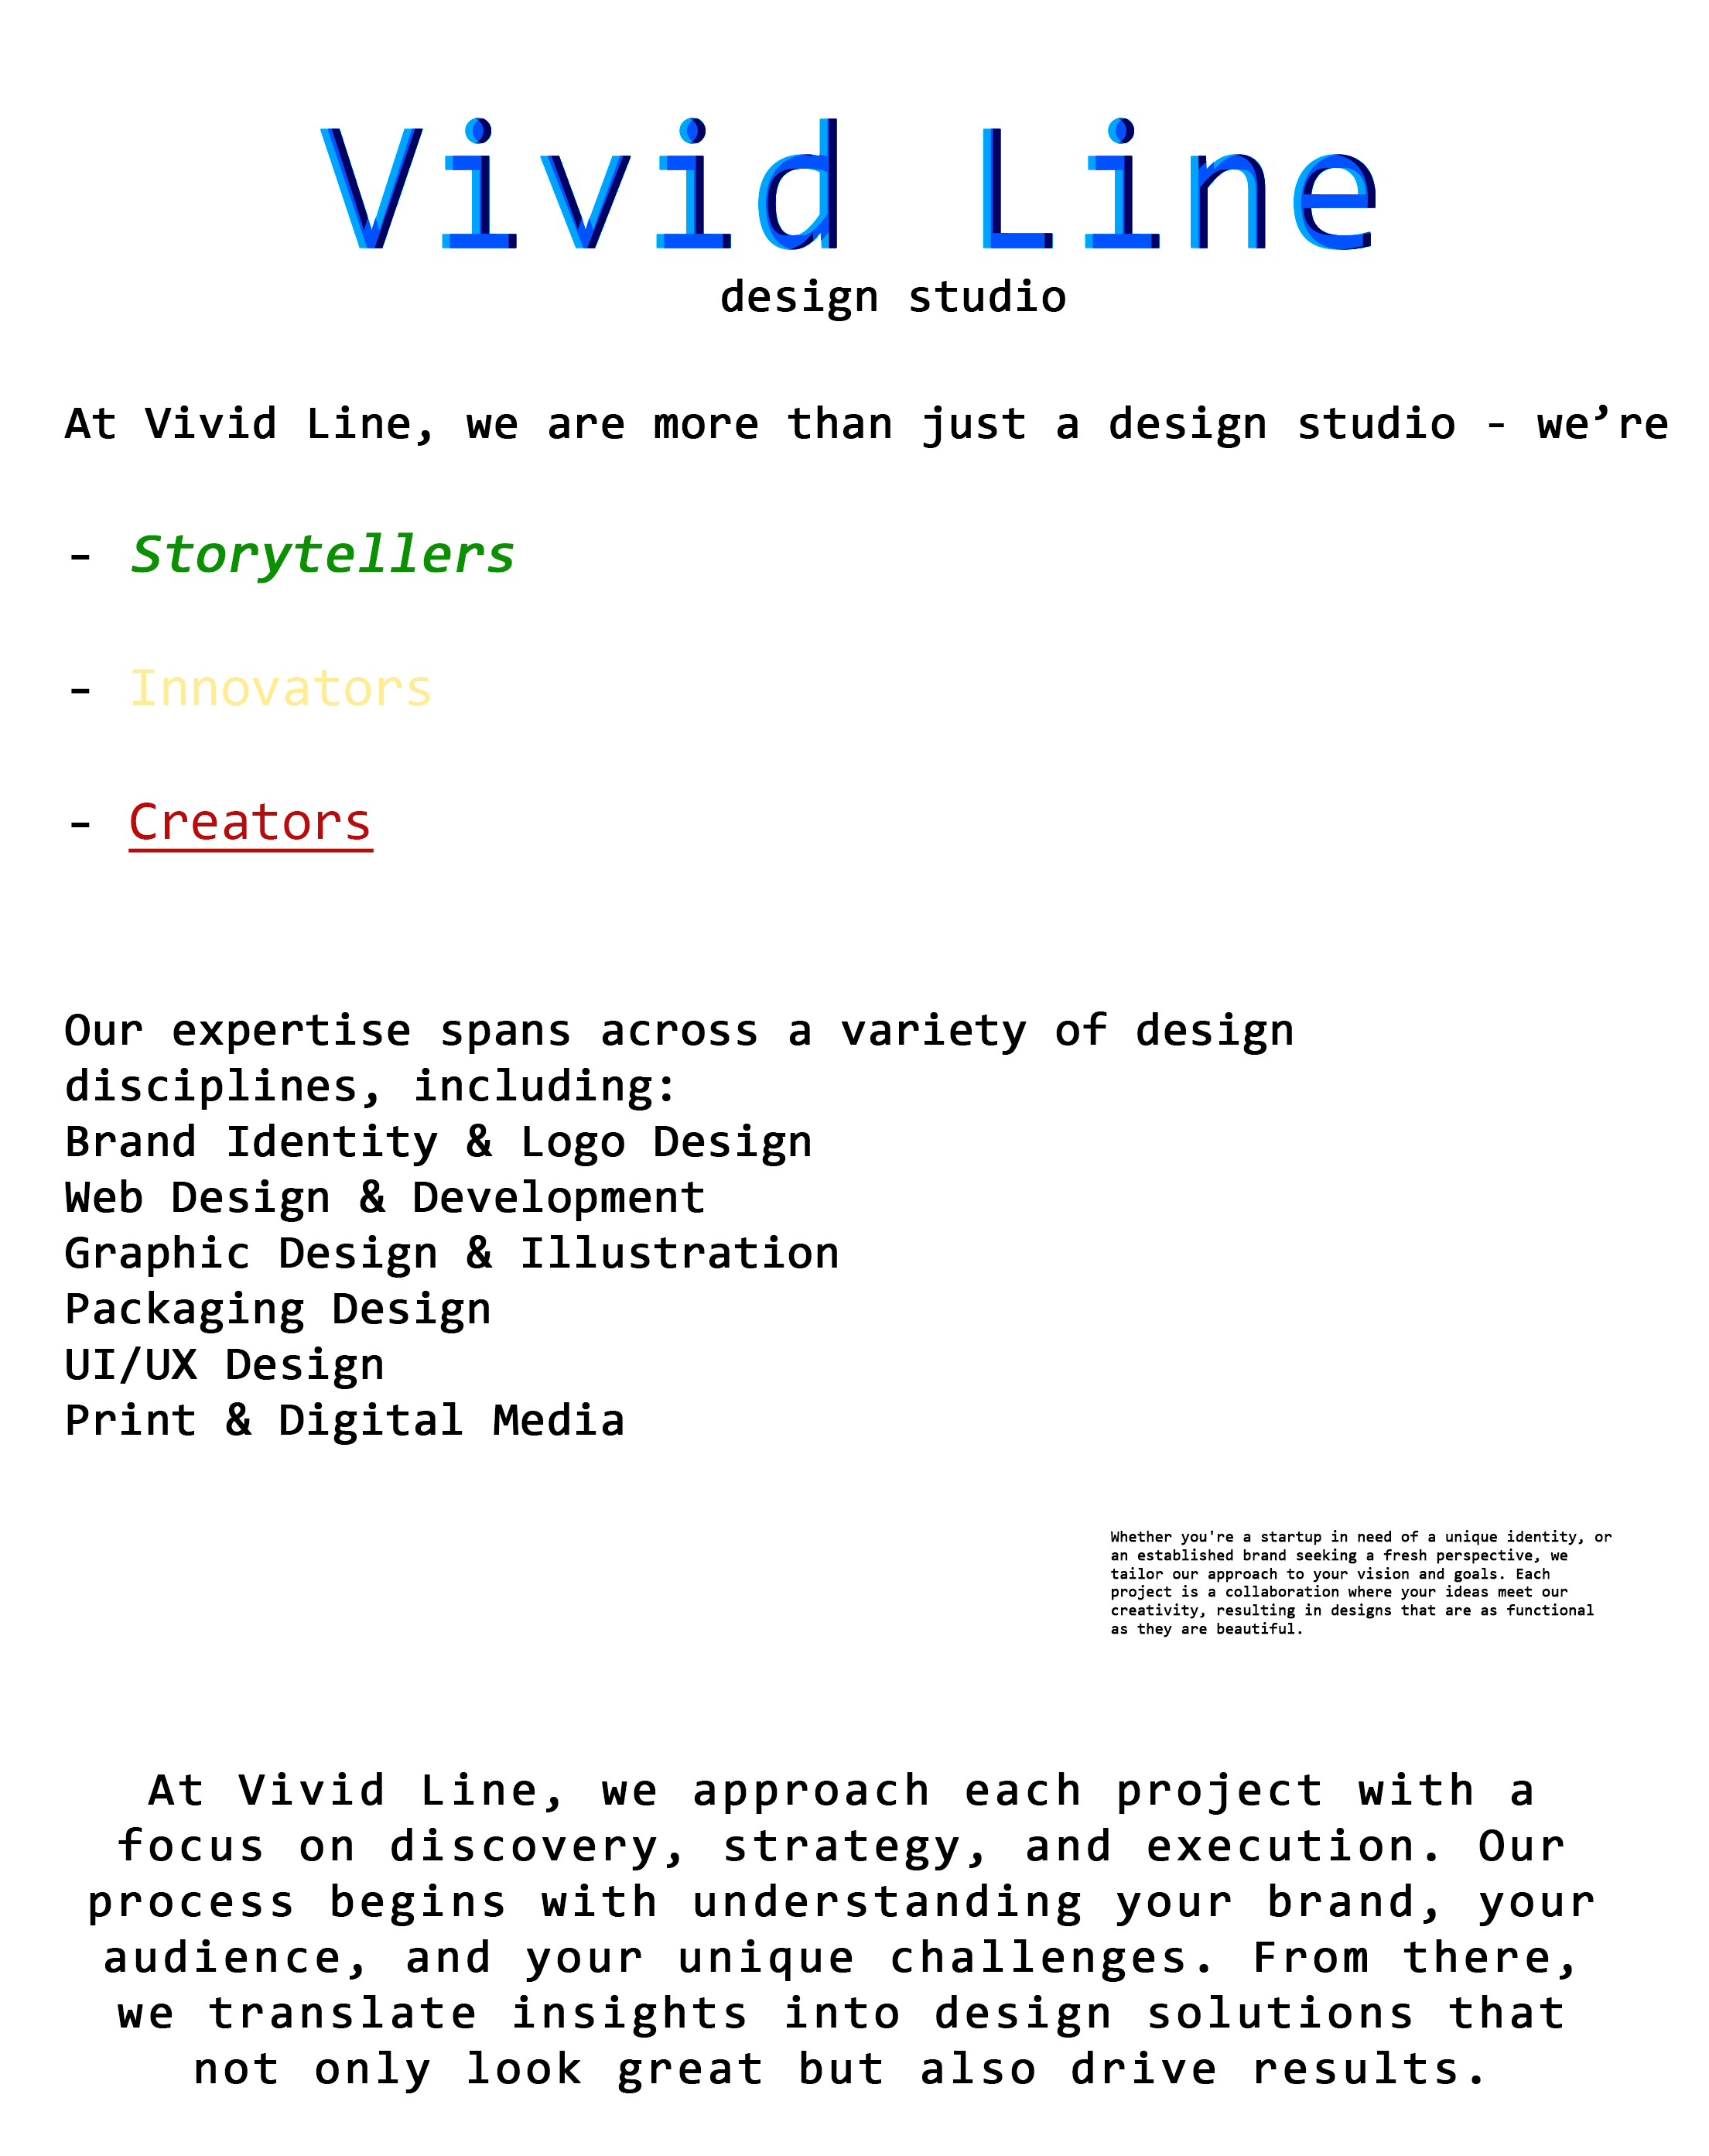 Vivid Line
design studio
At Vivid Line, we are more than just a design studio - we’re
- Storytellers
- Innovators
- Creators
Our expertise spans across a variety of design
disciplines, including:
Brand Identity & Logo Design
Web Design & Development
Graphic Design & Illustration
Packaging Design
UI/UX Design
Print & Digital Media
Whether you're a startup in need of a unique identity, or
an established brand seeking a fresh perspective, we
tailor our approach to your vision and goals. Each
project is a collaboration where your ideas meet our
creativity, resulting in designs that are as functional
as they are beautiful.
At Vivid Line, we approach each project with a
focus on discovery, strategy, and execution. Our
process begins with understanding your brand, your
audience, and your unique challenges. From there,
we translate insights into design solutions that
not only look great but also drive results.